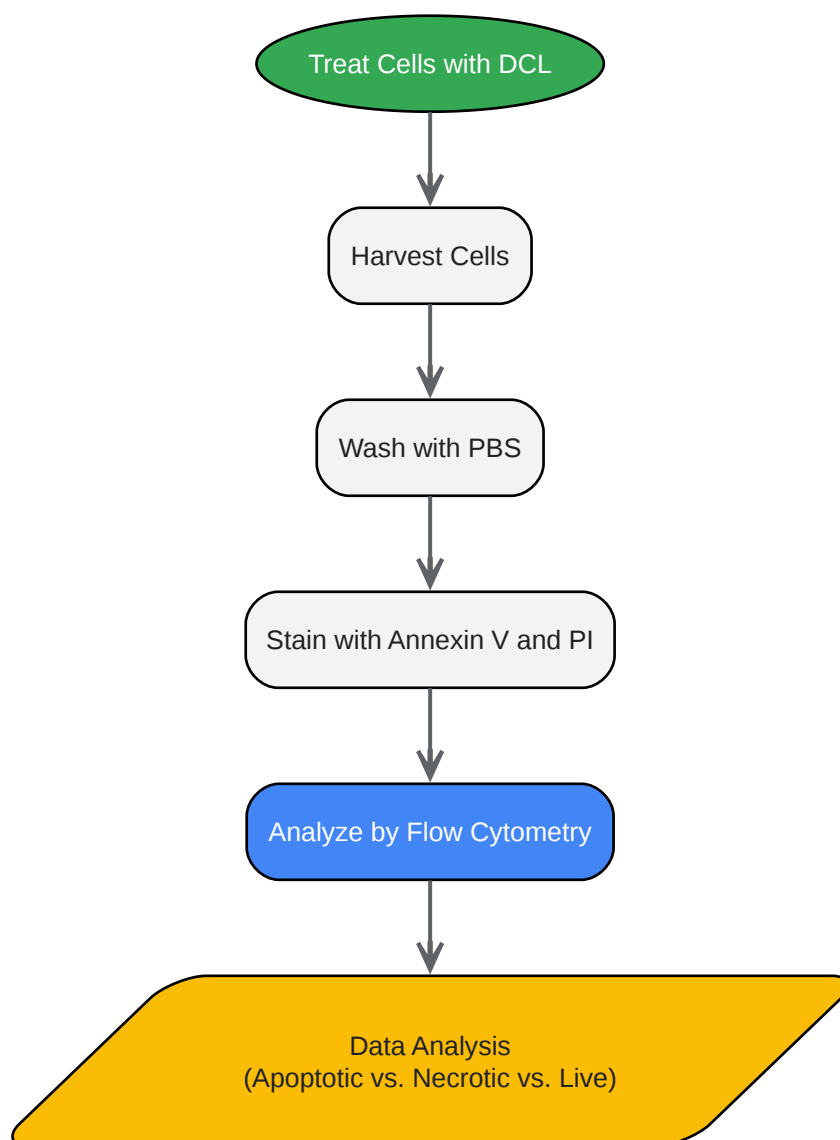 Treat Cells with DCL
Harvest Cells
Wash with PBS
Stain with Annexin V and PI
Analyze by Flow Cytometry
Data Analysis
(Apoptotic vs. Necrotic vs. Live)